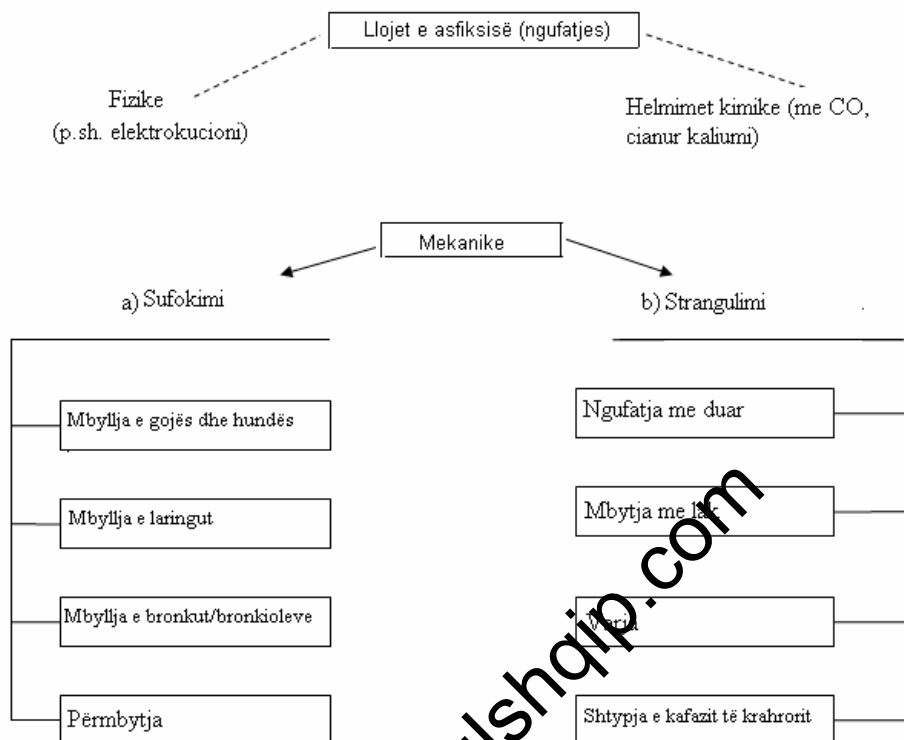 Llojet e asfiksisë (ngufatjes)
Fizike
(p.sh. elektrokucioni)
Helmimet kimike (me CO,
cianur kaliumi)
Mekanike
a) Sufokimi
b) Strangulimi
Mbyllja e gojës dhe hundës
Mbyllja e laringut
Mbyllja e bronkut/bronkioleve
Përmbytja
Ngufatja me duar
Mbytja me lak
Varja
Shtypja e kafazit të krahrorit
lshqip.com